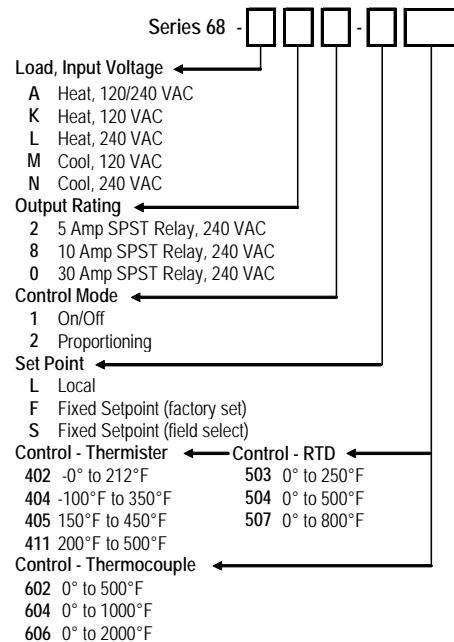 Series 68 - -
Load, Input Voltage
A Heat, 120/240 VAC
K Heat, 120 VAC
L Heat, 240 VAC
M Cool, 120 VAC
N Cool, 240 VAC
Output Rating
2 5 Amp SPST Relay, 240 VAC
8 10 Amp SPST Relay, 240 VAC
0 30 Amp SPST Relay, 240 VAC
Control Mode
1 On/Off
2 Proportioning
Set Point
L Local
F Fixed Setpoint (factory set)
S Fixed Setpoint (field select)
Control - Thermister
402 -0° to 212°F
404 -100°F to 350°F
405 150°F to 450°F
411 200°F to 500°F
Control - RTD
503 0° to 250°F
504 0° to 500°F
507 0° to 800°F
Control - Thermocouple
602 0° to 500°F
604 0° to 1000°F
606 0° to 2000°F